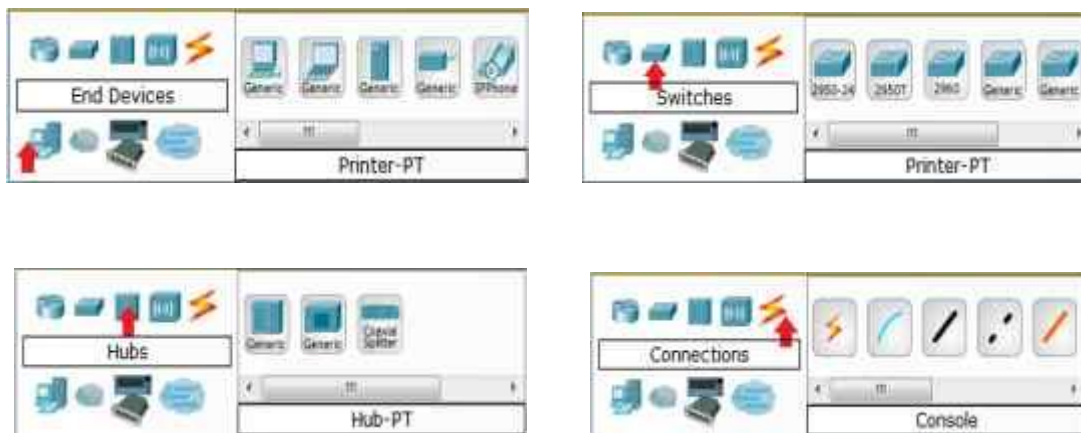 Generic Generic Generic Generic IPPhone
End Devices
Printer-PT
2950-24 2950T 2960 Generic Generic
Switches
Printer-PT
Generic Generic Coaxial Splitter
Hubs
Hub-PT
Connections
Console